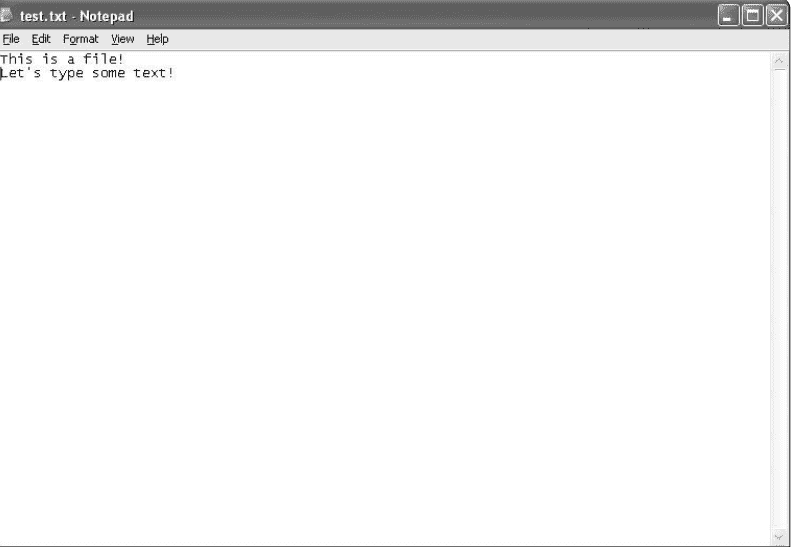 test.txt - Notepad
File Edit Format View Help
This is a file!
Let's type some text!